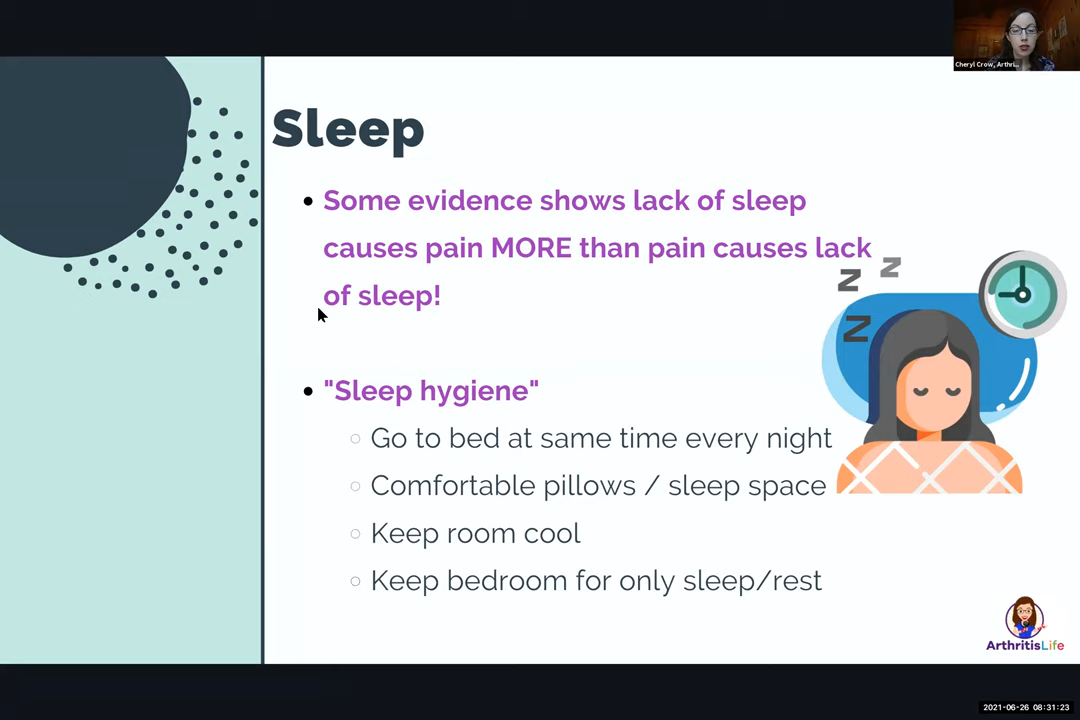 Cheryl Crow, Arthri...
Sleep
Some evidence shows lack of sleep
causes pain MORE than pain causes lack
of sleep!
"Sleep hygiene"
Go to bed at same time every night
Comfortable pillows / sleep space
Keep room cool
Keep bedroom for only sleep/rest
z
z
z
ArthritisLife
2021-06-26 08:31:23